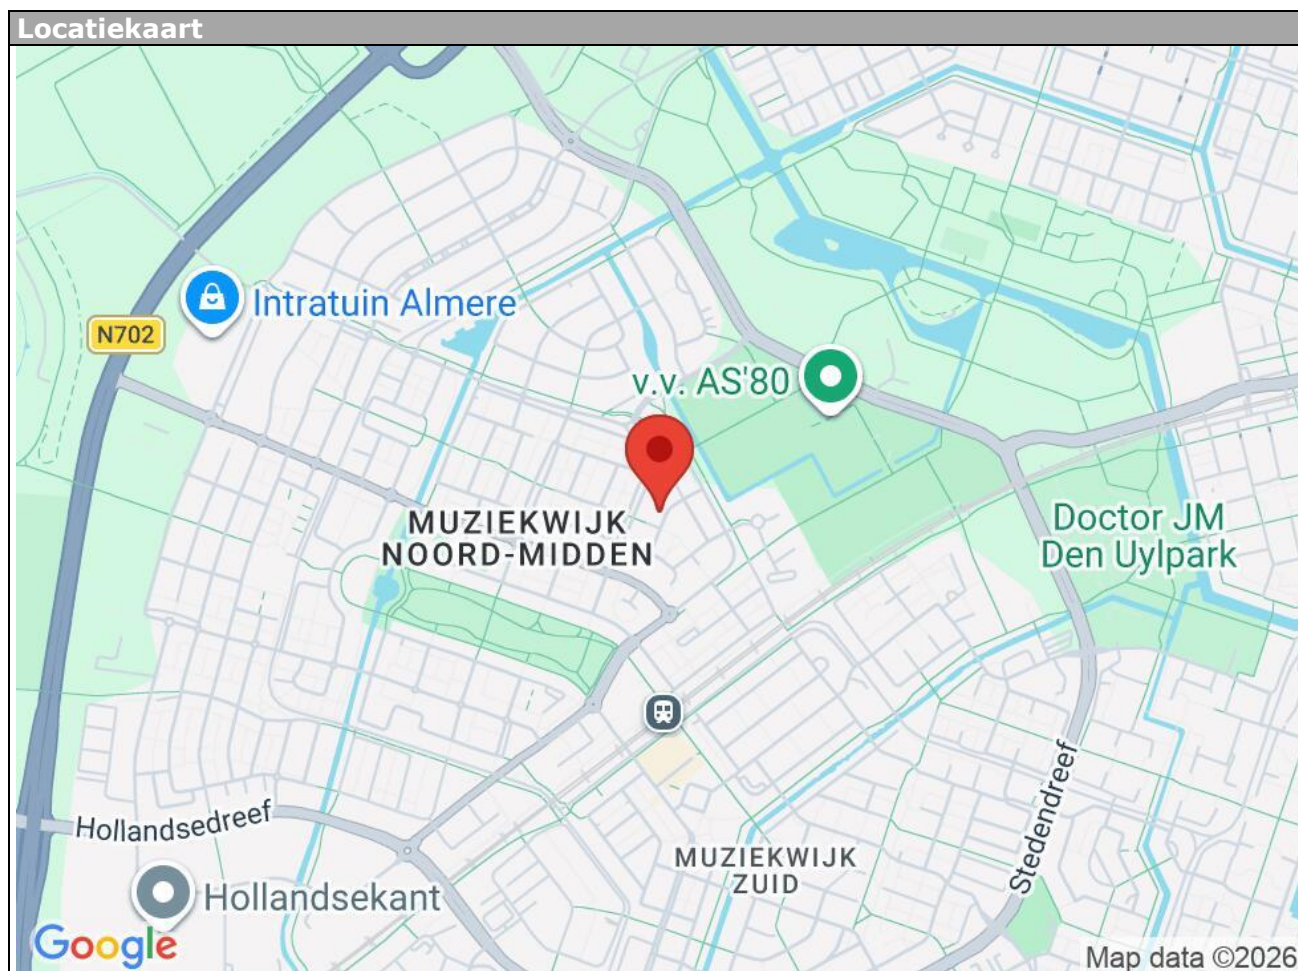 Locatiekaart
Intratuin Almere
N702
v.v. AS'80
MUZIEKWIJK
NOORD-MIDDEN
Doctor JM
Den Uylpark
Hollandsedreef
Stedendreef
MUZIEKWIJK
ZUID
Hollandsekant
Google
Map data ©2026